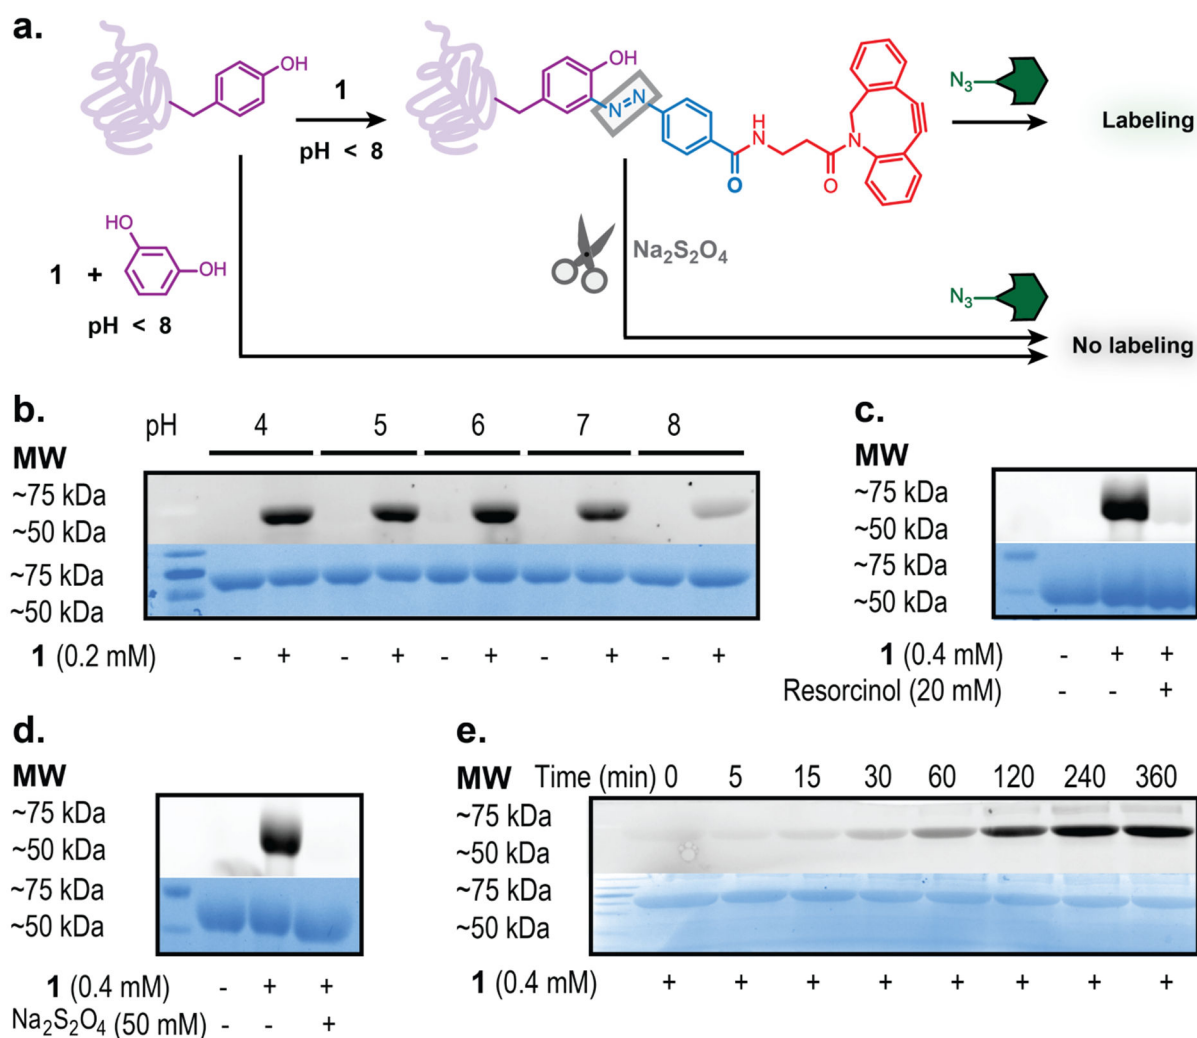 a.
OH
1
pH < 8
OH
N=N
H
N
O
O
N
N₃
Labeling
HO
OH
1 +
pH < 8
Na₂S₂O₄
N₃
No labeling
b.
pH 4 5 6 7 8
MW
~75 kDa
~50 kDa
~75 kDa
~50 kDa
1 (0.2 mM) - + - + - + - + - +
c.
MW
~75 kDa
~50 kDa
~75 kDa
~50 kDa
1 (0.4 mM) - + +
Resorcinol (20 mM) - - +
d.
MW
~75 kDa
~50 kDa
~75 kDa
~50 kDa
1 (0.4 mM) - + +
Na₂S₂O₄ (50 mM) - - +
e.
MW Time (min) 0 5 15 30 60 120 240 360
~75 kDa
~50 kDa
~75 kDa
~50 kDa
1 (0.4 mM) + + + + + + + +